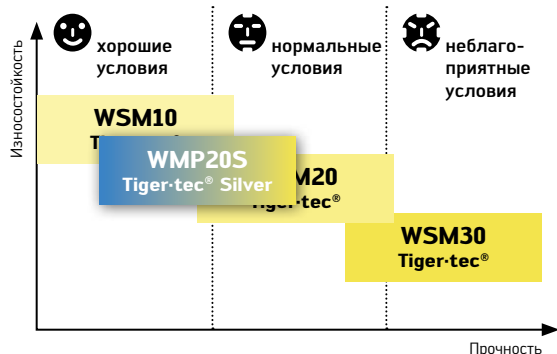 хорошие
условия
нормальные
условия
неблаго-
приятные
условия
Износостойкость
WSM10
WMP20S
Tiger·tec® Silver
M20
Tiger·tec®
WSM30
Tiger·tec®
Прочность